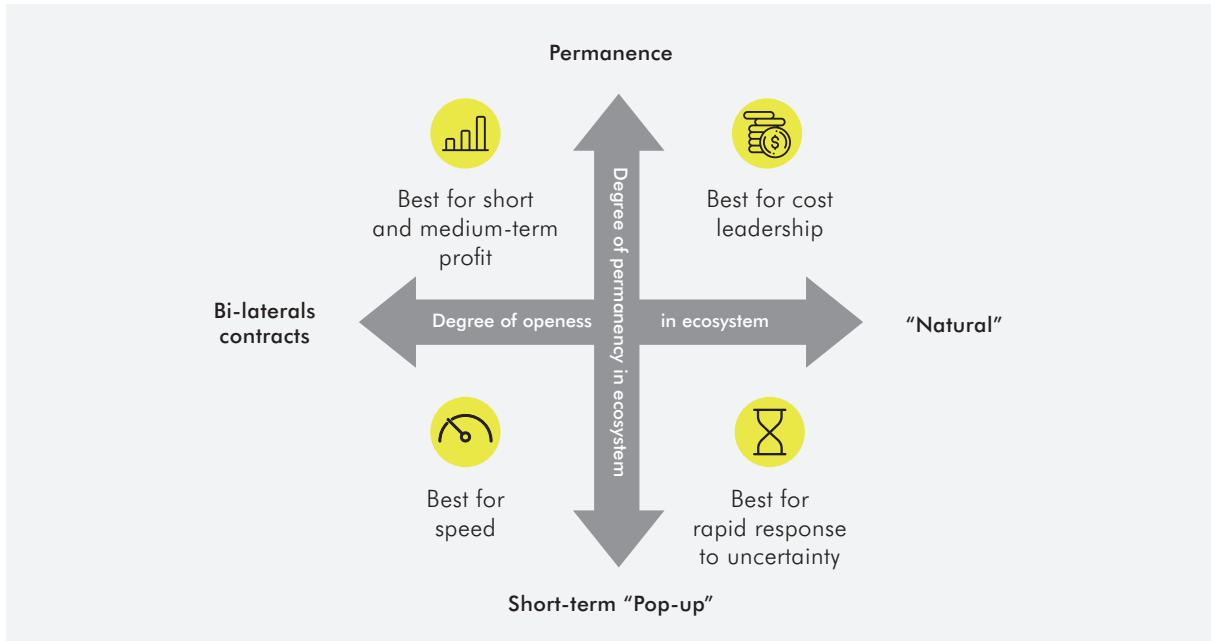 Permanence
Best for short
and medium-term
profit
Best for cost
leadership
Degree of permanency in ecosystem
Bi-laterals
contracts
Degree of openess in ecosystem
“Natural”
$
Best for
speed
Best for
rapid response
to uncertainty
Short-term “Pop-up”